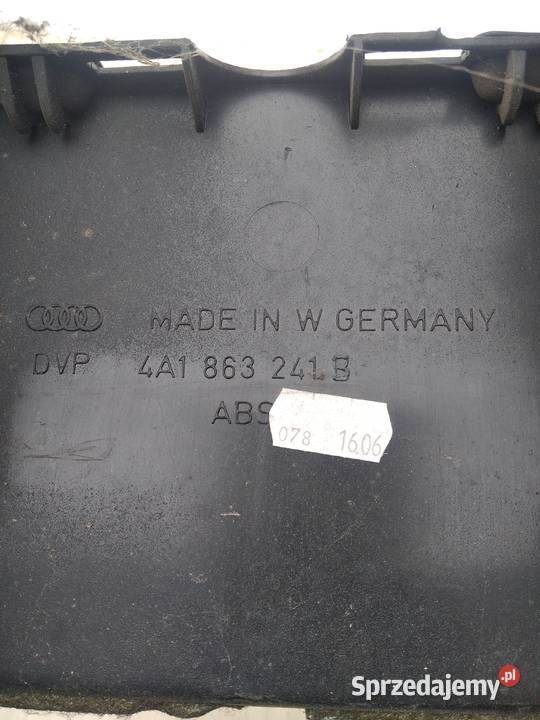 MADE IN W GERMANY
DVP 4A1 863 241 B
ABS
078 16.06
Sprzedajemy.pl